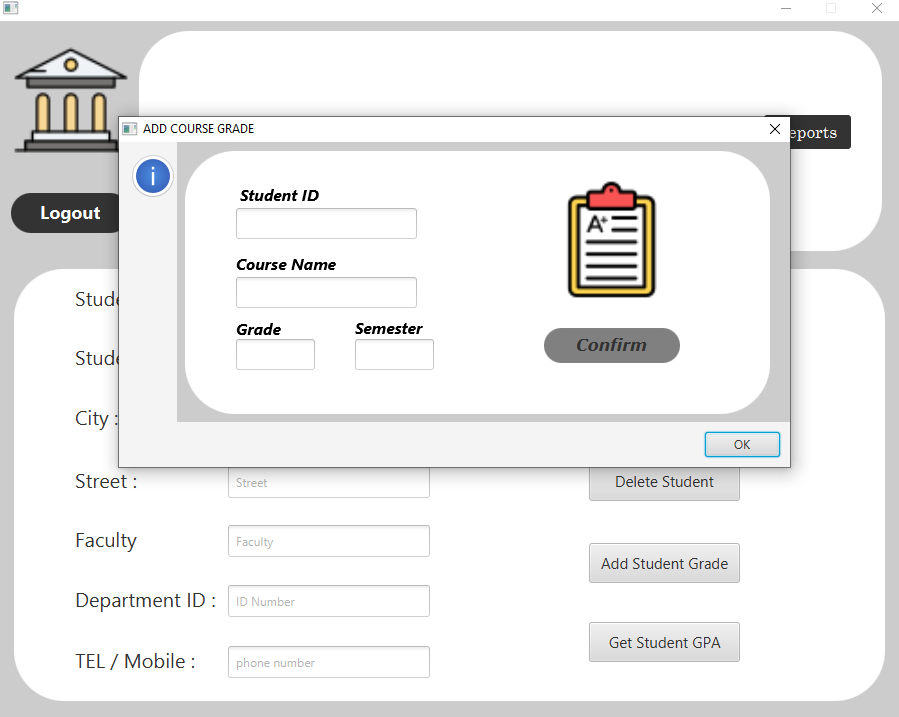 ADD COURSE GRADE
eports
i
Student ID
A+
Logout
Course Name
Stude
Grade Semester
Confirm
Stude
City :
OK
Street : Street Delete Student
Faculty Faculty
Add Student Grade
Department ID : ID Number
Get Student GPA
TEL / Mobile : phone number